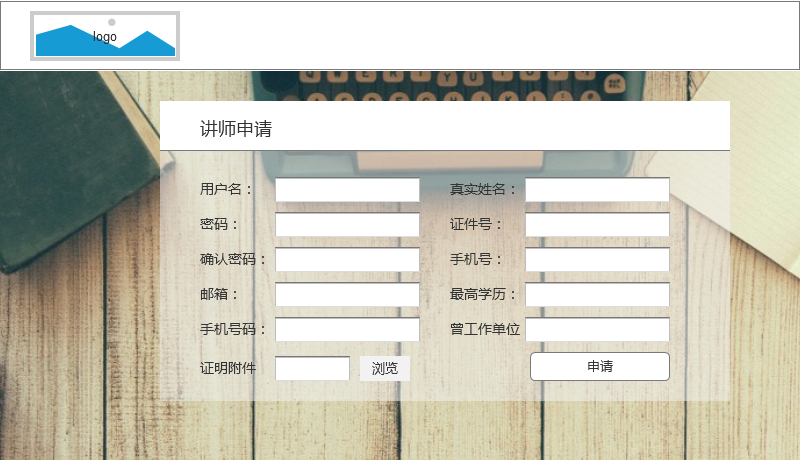 logo
讲师申请
用户名：
真实姓名：
密码：
证件号：
确认密码：
手机号：
邮箱：
最高学历：
手机号码：
曾工作单位
证明附件
浏览
申请